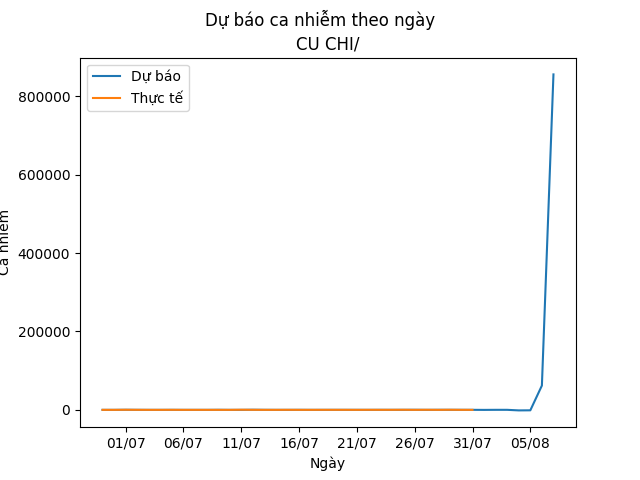 Dự báo ca nhiễm theo ngày
CU CHI/
Dự báo
Thực tế
800000
600000
400000
200000
0
Ca nhiễm
01/07 06/07 11/07 16/07 21/07 26/07 31/07 05/08
Ngày